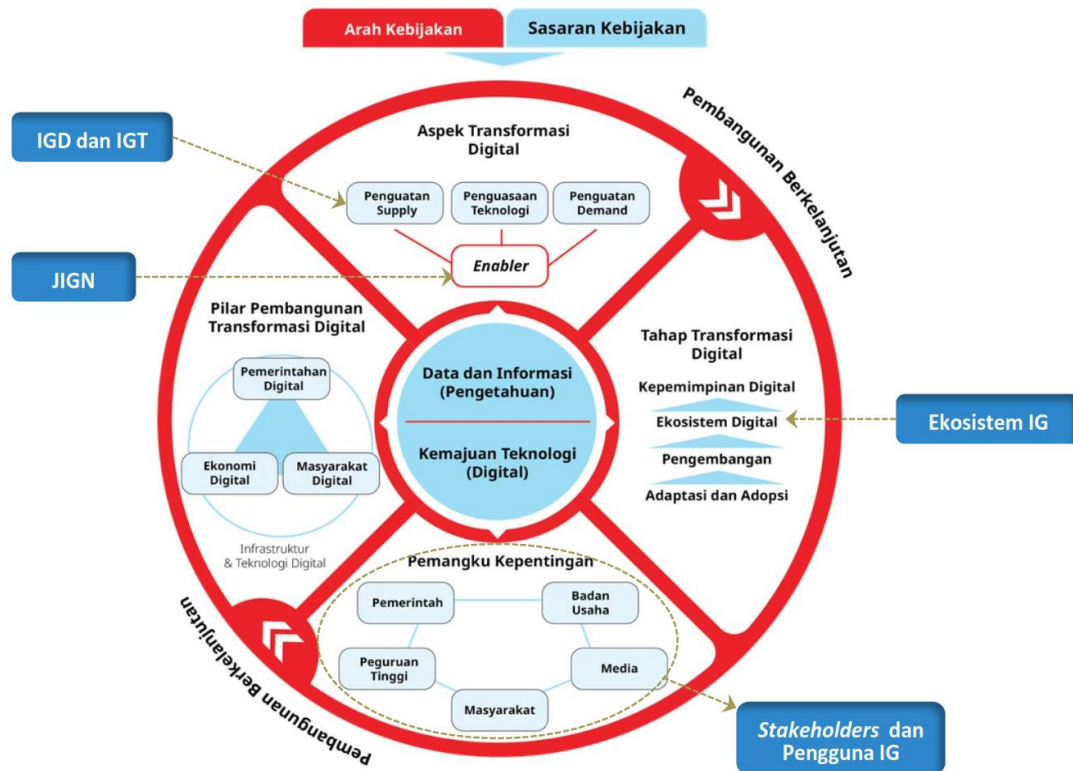 Arah Kebijakan
Sasaran Kebijakan
Pembangunan Berkelanjutan
IGD dan IGT
Aspek Transformasi
Digital
Penguatan
Supply
Penguasaan
Teknologi
Penguatan
Demand
Enabler
JIGN
Pilar Pembangunan
Transformasi Digital
Pemerintahan
Digital
Ekonomi
Digital
Masyarakat
Digital
Infrastruktur
& Teknologi Digital
Data dan Informasi
(Pengetahuan)
Kemajuan Teknologi
(Digital)
Tahap Transformasi
Digital
Kepemimpinan Digital
Ekosistem Digital
Pengembangan
Adaptasi dan Adopsi
Ekosistem IG
Pemangku Kepentingan
Pemerintah
Badan
Usaha
Peguruan
Tinggi
Media
Masyarakat
Pembangunan Berkelanjutan
Stakeholders dan
Pengguna IG